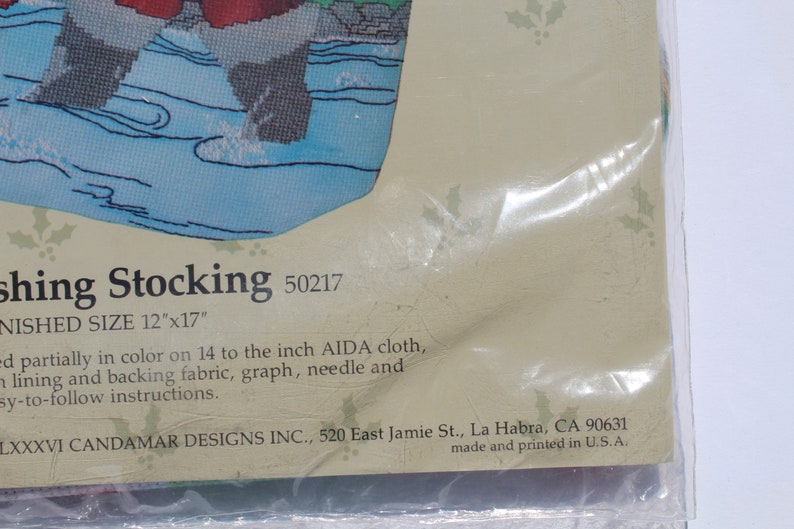 shing Stocking 50217
NISHED SIZE 12"x17"
ed partially in color on 14 to the inch AIDA cloth,
n lining and backing fabric, graph, needle and
sy-to-follow instructions.
LXXXVI CANDAMAR DESIGNS INC., 520 East Jamie St., La Habra, CA 90631
made and printed in U.S.A.